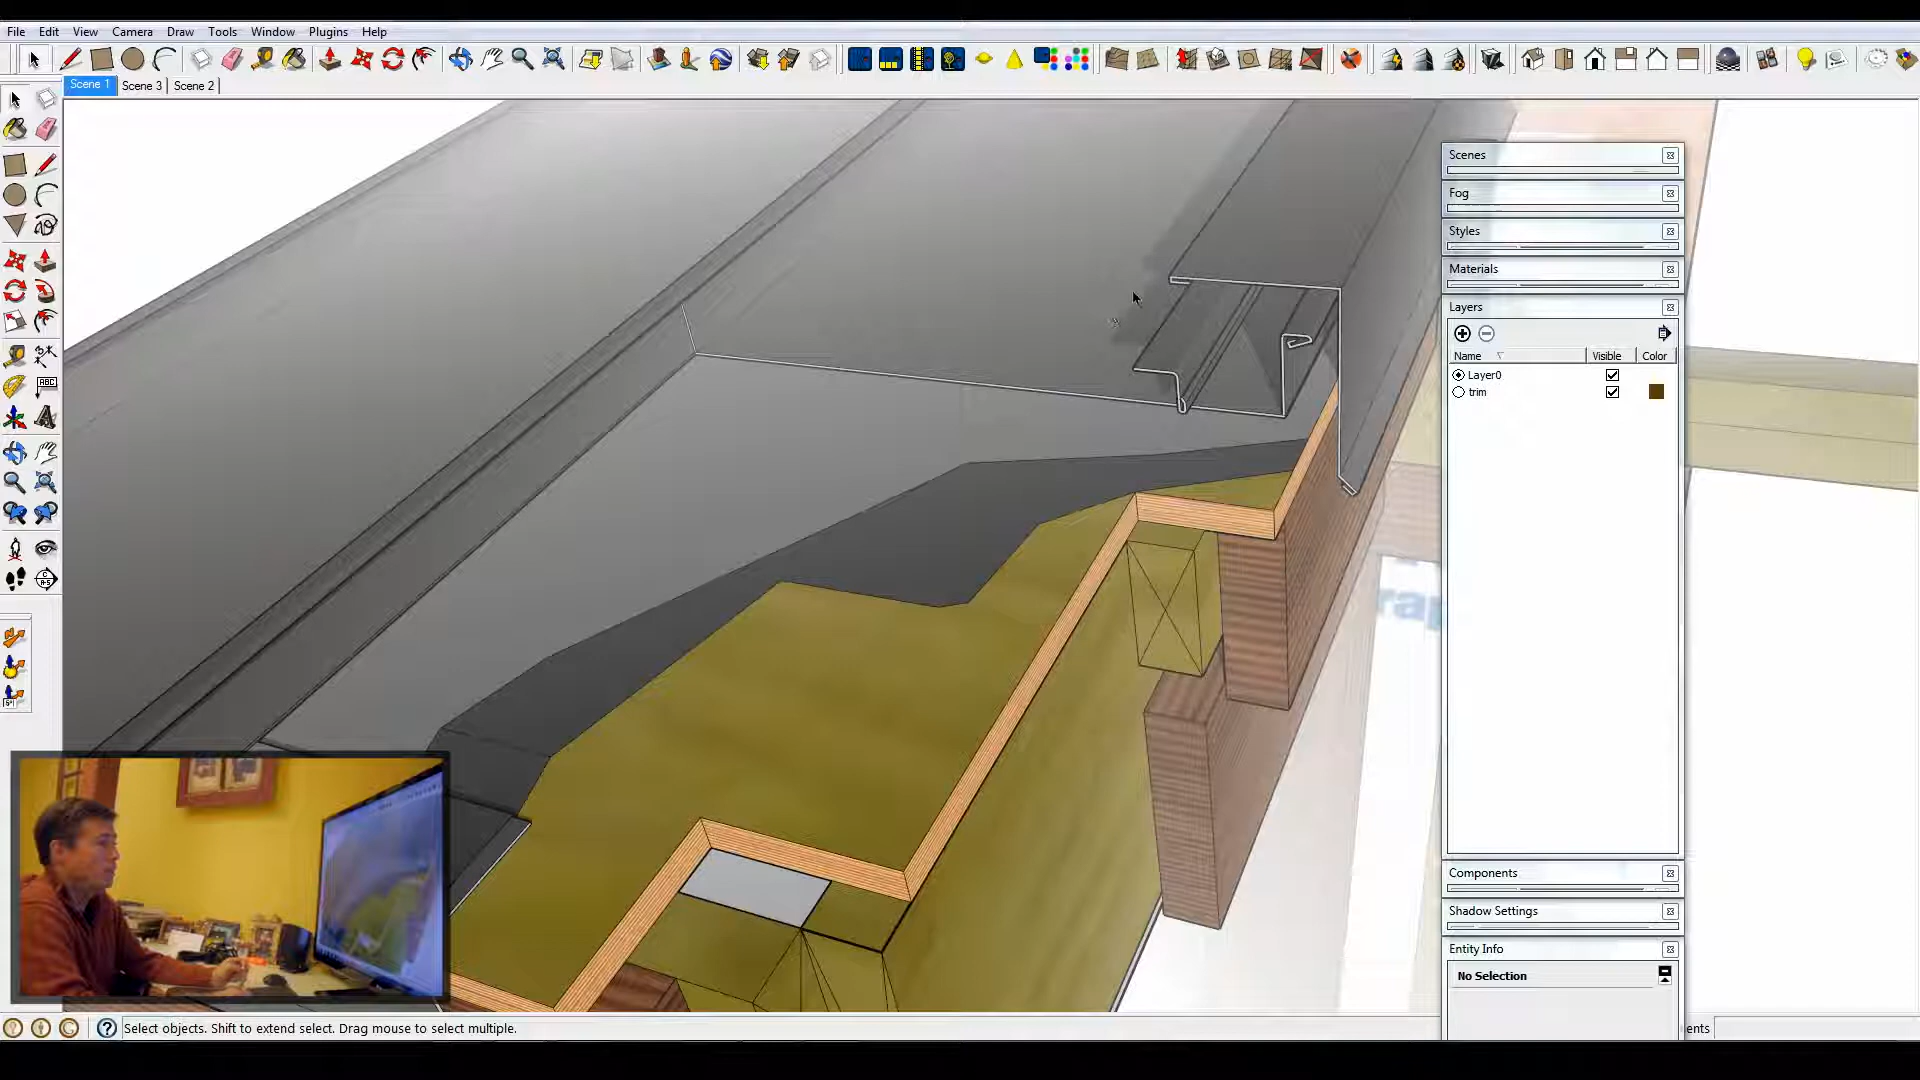 File Edit View Camera Draw Tools Window Plugins Help
Scene 1 Scene 3 Scene 2
Scenes
Fog
Styles
Materials
Layers
Name Visible Color
Layer0
trim
Components
Shadow Settings
Entity Info
No Selection
ABC
Select objects. Shift to extend select. Drag mouse to select multiple.
ents